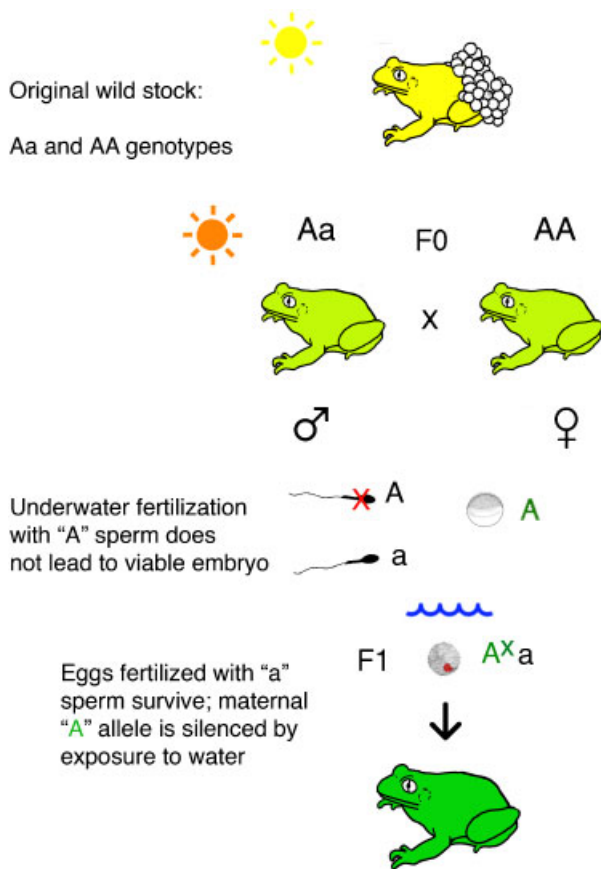 Original wild stock:
Aa and AA genotypes
Aa F0 AA
x
♂ ♀
Underwater fertilization
with “A” sperm does
not lead to viable embryo
A A
a
F1 Aˣa
Eggs fertilized with “a”
sperm survive; maternal
“A” allele is silenced by
exposure to water